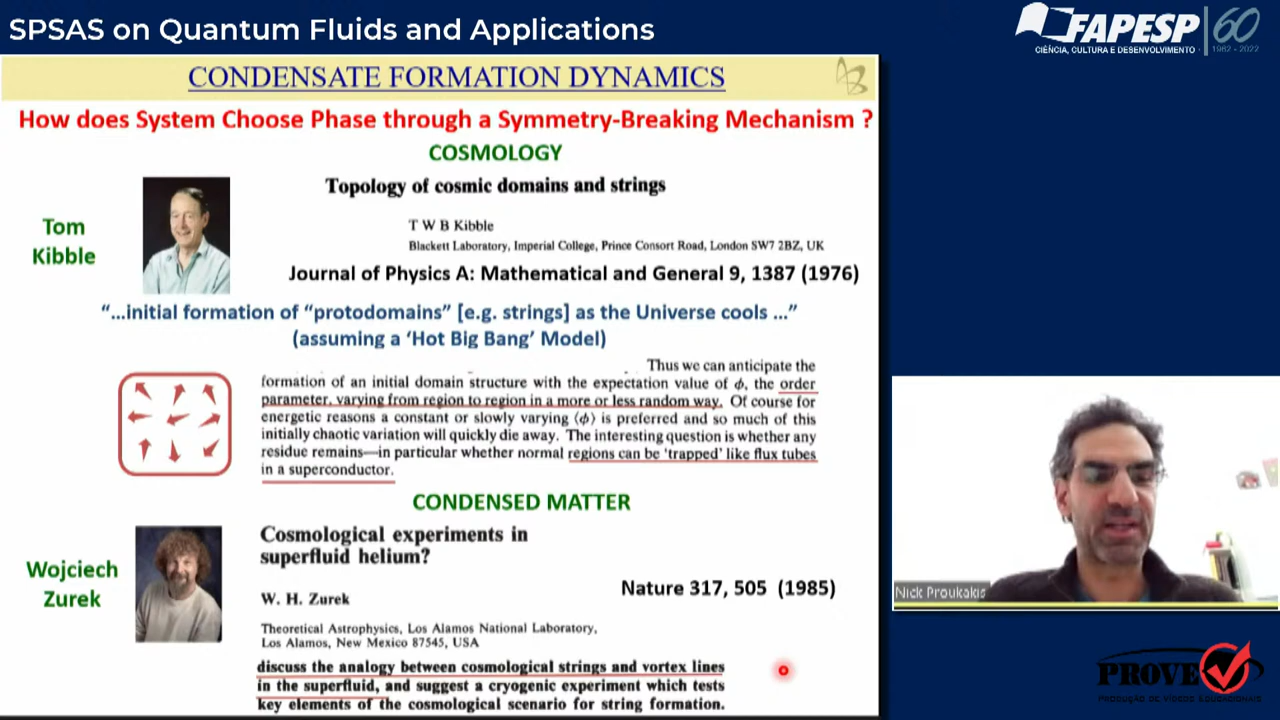 SPSAS on Quantum Fluids and Applications
FAPESP 60
CIÊNCIA, CULTURA E DESENVOLVIMENTO 1962 - 2022
CONDENSATE FORMATION DYNAMICS
How does System Choose Phase through a Symmetry-Breaking Mechanism ?
COSMOLOGY
Topology of cosmic domains and strings
Tom
Kibble
T W B Kibble
Blackett Laboratory, Imperial College, Prince Consort Road, London SW7 2BZ, UK
Journal of Physics A: Mathematical and General 9, 1387 (1976)
“...initial formation of “protodomains” [e.g. strings] as the Universe cools ...”
(assuming a ‘Hot Big Bang’ Model)
Thus we can anticipate the
formation of an initial domain structure with the expectation value of ϕ, the order
parameter, varying from region to region in a more or less random way. Of course for
energetic reasons a constant or slowly varying ⟨ϕ⟩ is preferred and so much of this
initially chaotic variation will quickly die away. The interesting question is whether any
residue remains—in particular whether normal regions can be ‘trapped’ like flux tubes
in a superconductor.
CONDENSED MATTER
Cosmological experiments in
superfluid helium?
Wojciech
Zurek
Nature 317, 505 (1985)
W. H. Zurek
Theoretical Astrophysics, Los Alamos National Laboratory,
Los Alamos, New Mexico 87545, USA
discuss the analogy between cosmological strings and vortex lines
in the superfluid, and suggest a cryogenic experiment which tests
key elements of the cosmological scenario for string formation.
Nick Proukakis
PROVE
PRODUÇÃO DE VÍDEOS EDUCACIONAIS